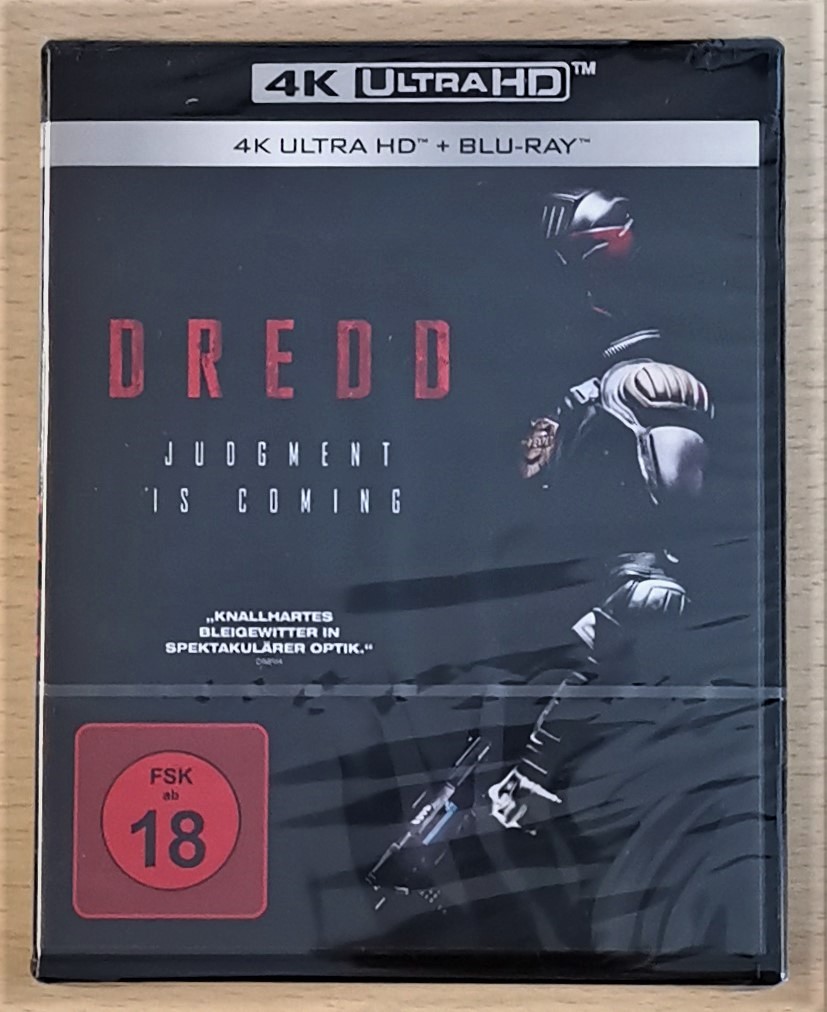 4K ULTRA HD™
4K ULTRA HD™ + BLU-RAY™
DREDD
JUDGMENT
IS COMING
„KNALLHARTES
BLEIGEWITTER IN
SPEKTAKULÄRER OPTIK.“
CINEMA
FSK
ab
18